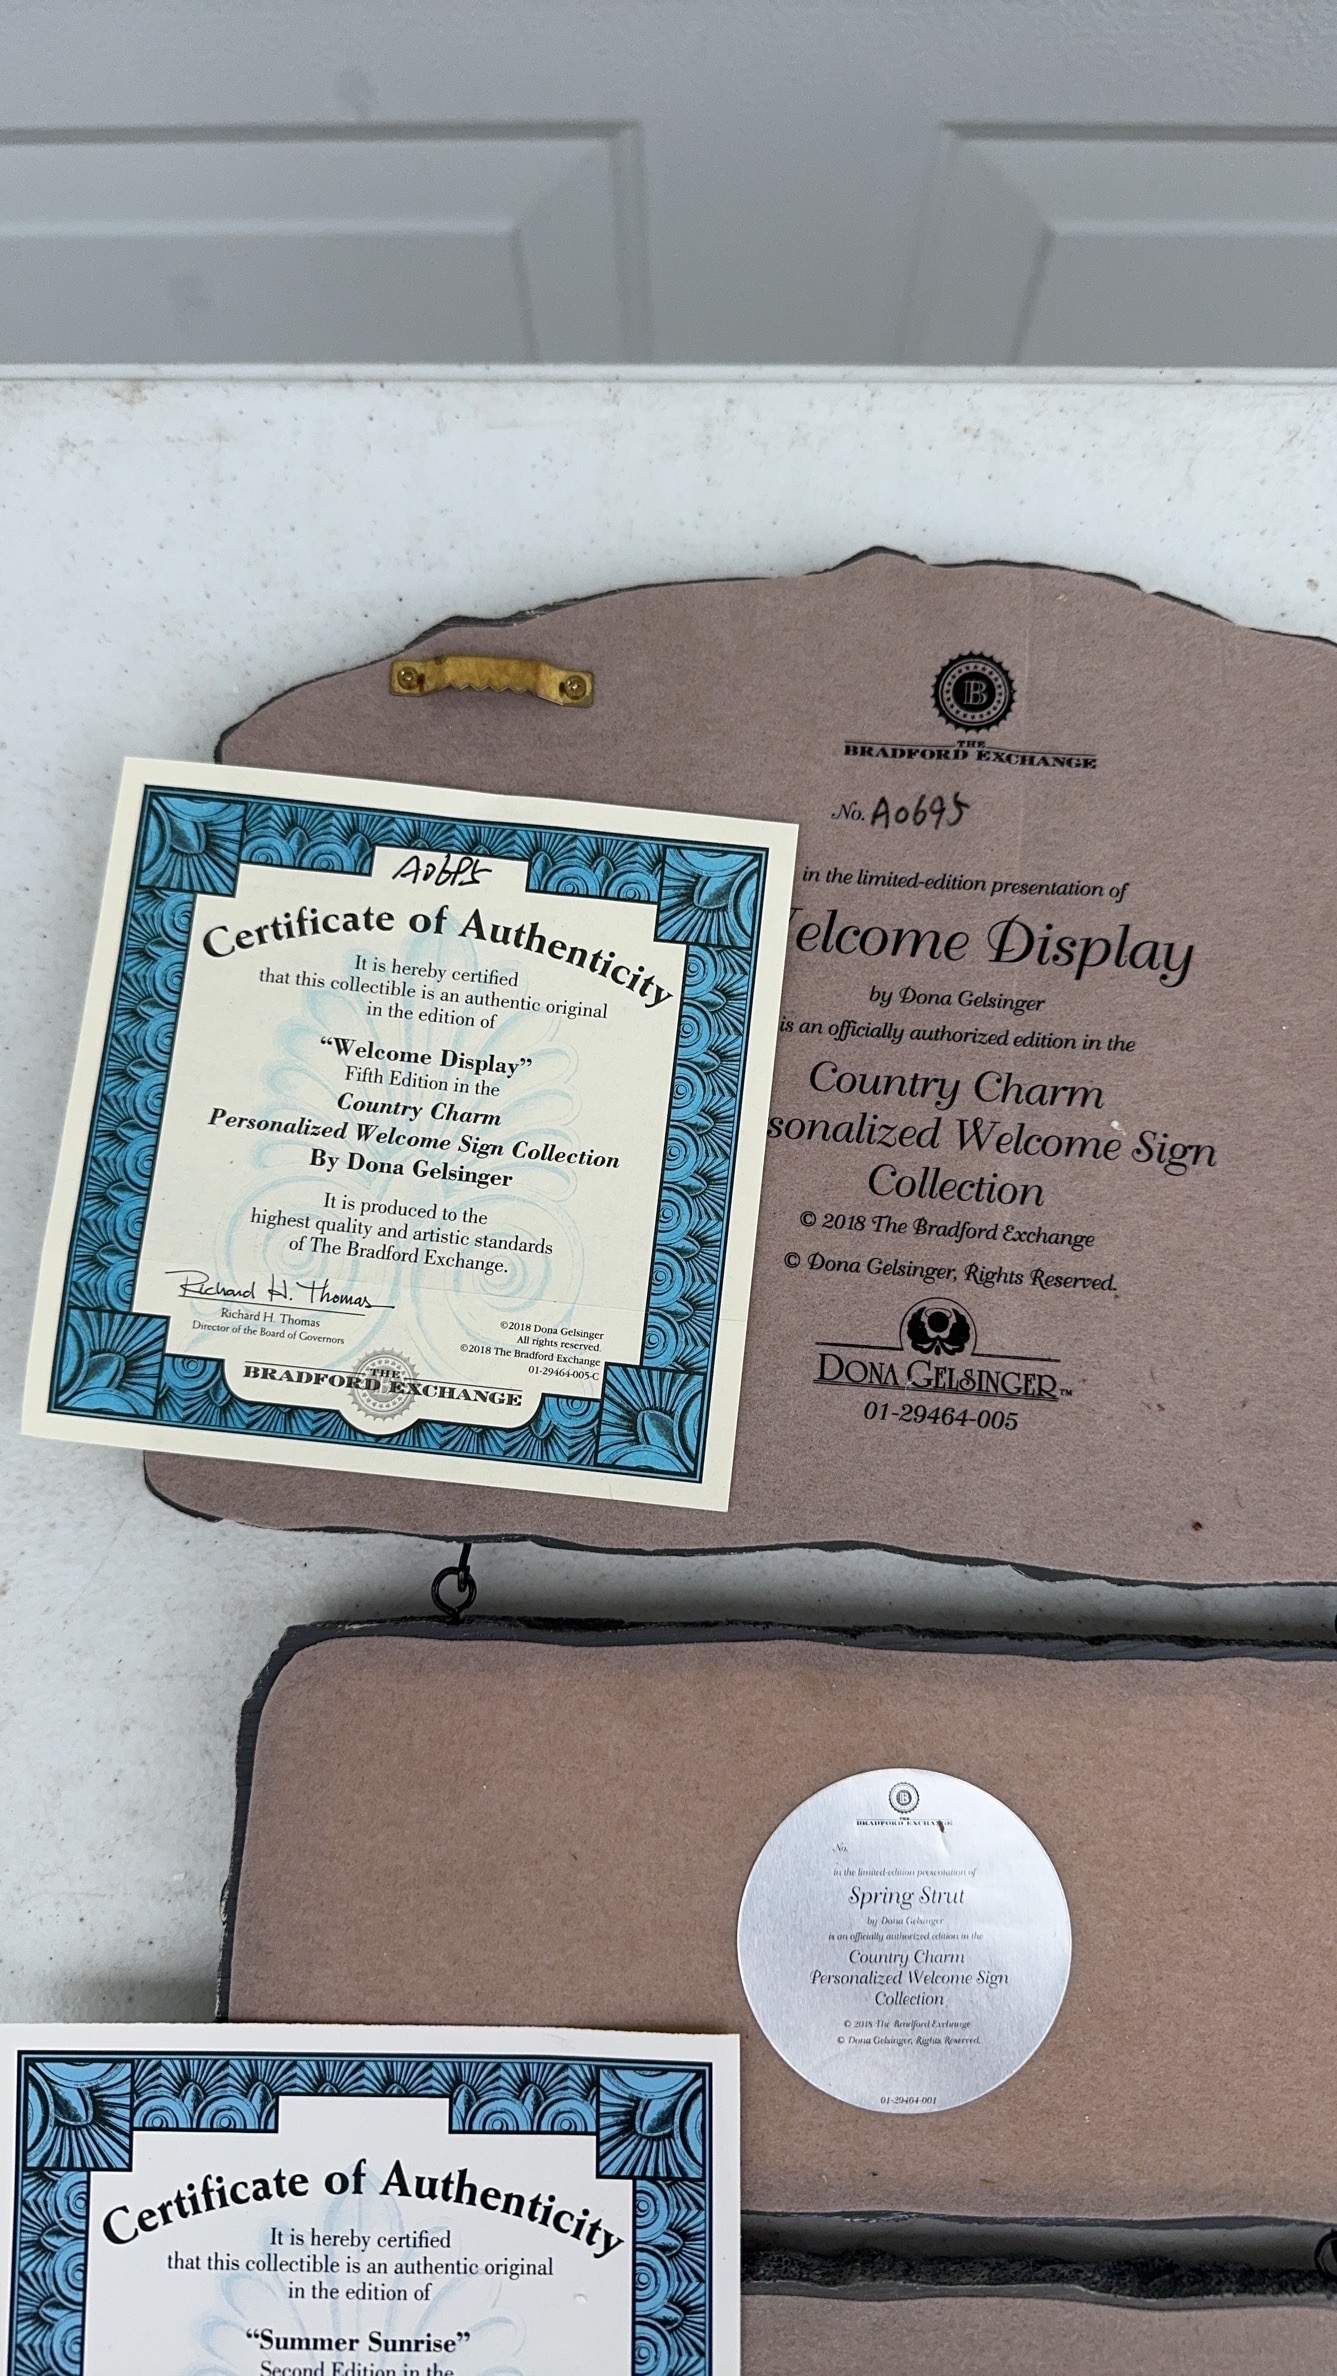 A0695
Certificate of Authenticity
It is hereby certified
that this collectible is an authentic original
in the edition of
“Welcome Display”
Fifth Edition in the
Country Charm
Personalized Welcome Sign Collection
By Dona Gelsinger
It is produced to the
highest quality and artistic standards
of The Bradford Exchange.
Richard H. Thomas
Richard H. Thomas
Director of the Board of Governors
©2018 Dona Gelsinger
All rights reserved.
©2018 The Bradford Exchange
01-29464-005-C
THE
BRADFORD EXCHANGE
B
THE
BRADFORD EXCHANGE
No. A0695
in the limited-edition presentation of
elcome Display
by Dona Gelsinger
is an officially authorized edition in the
Country Charm
sonalized Welcome Sign
Collection
© 2018 The Bradford Exchange
© Dona Gelsinger, Rights Reserved.
DONA GELSINGER™
01-29464-005
B
THE
BRADFORD EXCHANGE
No.
in the limited-edition presentation of
Spring Strut
by Dona Gelsinger
is an officially authorized edition in the
Country Charm
Personalized Welcome Sign
Collection
© 2018 The Bradford Exchange
© Dona Gelsinger, Rights Reserved.
01-29464-001
Certificate of Authenticity
It is hereby certified
that this collectible is an authentic original
in the edition of
“Summer Sunrise”
Second Edition in the